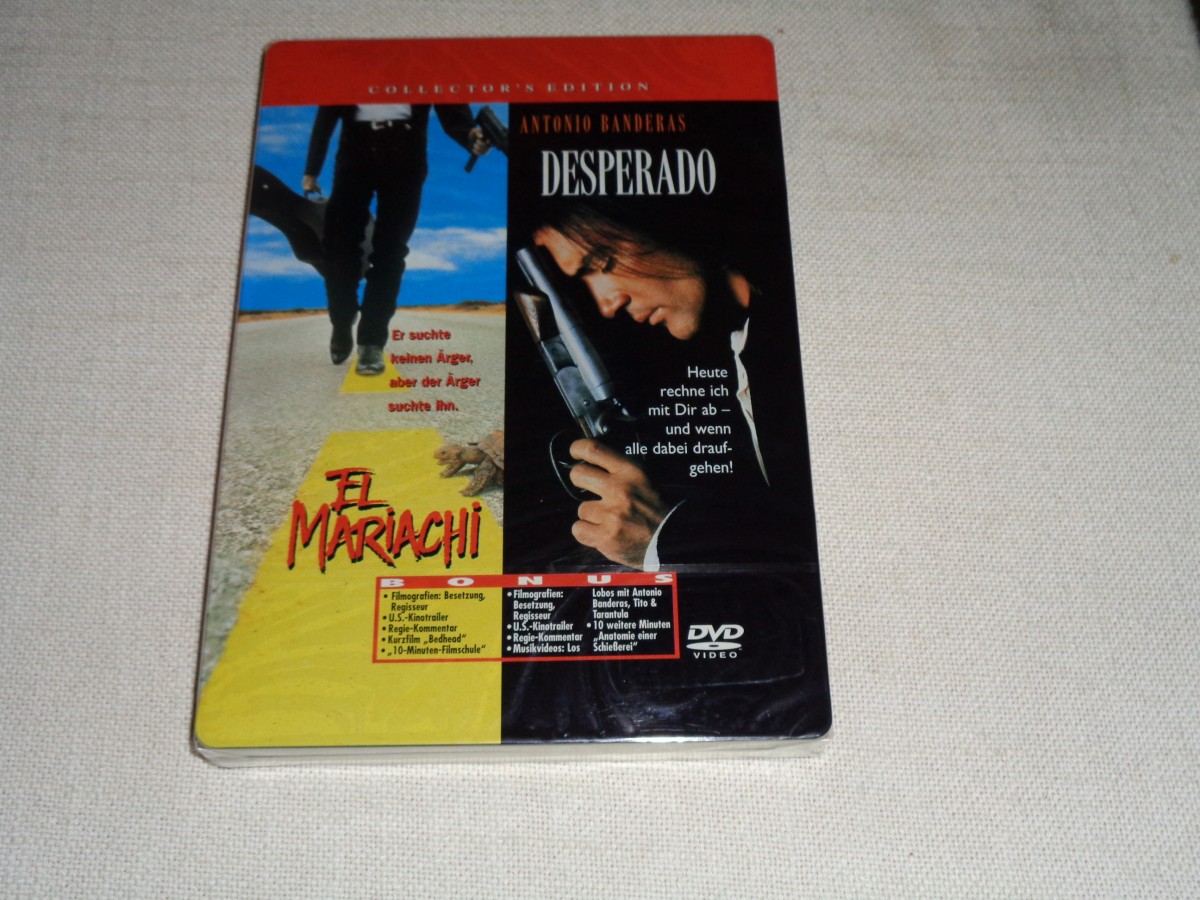 COLLECTOR'S EDITION
ANTONIO BANDERAS
DESPERADO
Er suchte
keinen Ärger,
aber der Ärger
suchte ihn.
Heute
rechne ich
mit Dir ab –
und wenn
alle dabei drauf-
gehen!
EL
MARiACHi
BONUS
• Filmografien: Besetzung,
Regisseur
• U.S.-Kinotrailer
• Regie-Kommentar
• Kurzfilm „Bedhead“
• „10-Minuten-Filmschule“
• Filmografien:
Besetzung,
Regisseur
• U.S.-Kinotrailer
• Regie-Kommentar
• Musikvideos: Los
Lobos mit Antonio
Banderas, Tito &
Tarantula
• 10 weitere Minuten
„Anatomie einer
Schießerei“
DVD
VIDEO